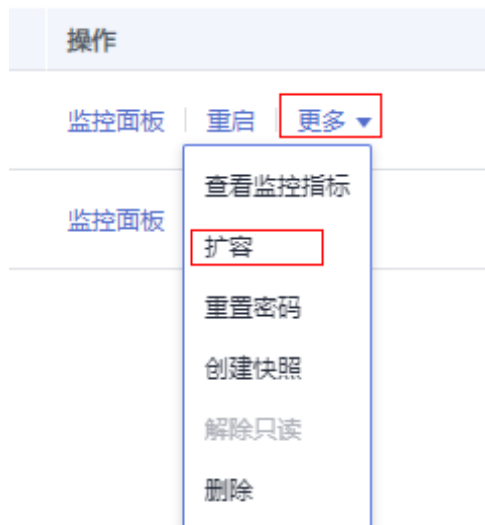 操作
监控面板 重启 更多
查看监控指标
监控面板
扩容
重置密码
创建快照
解除只读
删除